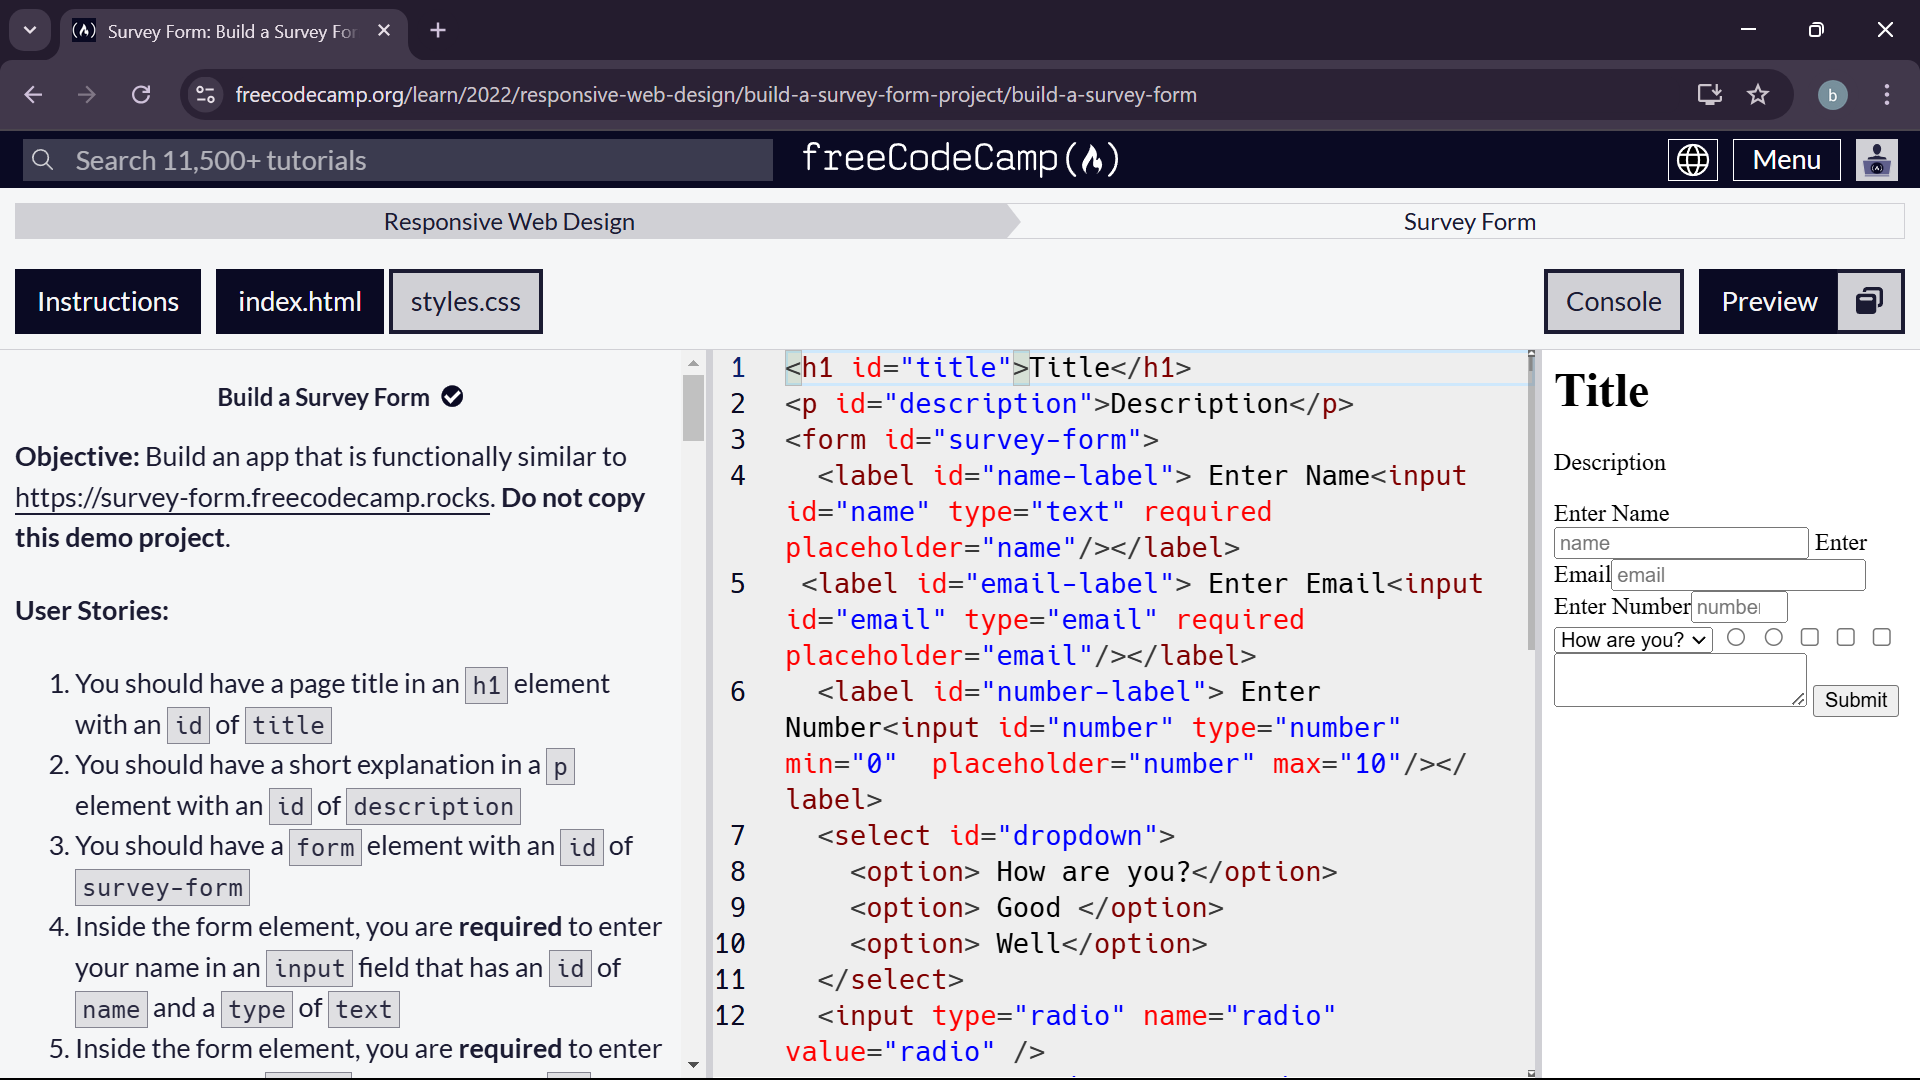 Survey Form: Build a Survey For
freecodecamp.org/learn/2022/responsive-web-design/build-a-survey-form-project/build-a-survey-form
b
Search 11,500+ tutorials
freeCodeCamp(🔥)
Menu
Responsive Web Design
Survey Form
Instructions
index.html
styles.css
Console
Preview
Build a Survey Form
Objective: Build an app that is functionally similar to
https://survey-form.freecodecamp.rocks. Do not copy
this demo project.
User Stories:
1. You should have a page title in an h1 element
with an id of title
2. You should have a short explanation in a p
element with an id of description
3. You should have a form element with an id of
survey-form
4. Inside the form element, you are required to enter
your name in an input field that has an id of
name and a type of text
5. Inside the form element, you are required to enter
1 <h1 id="title">Title</h1>
2 <p id="description">Description</p>
3 <form id="survey-form">
4   <label id="name-label"> Enter Name<input
id="name" type="text" required
placeholder="name"/></label>
5  <label id="email-label"> Enter Email<input
id="email" type="email" required
placeholder="email"/></label>
6   <label id="number-label"> Enter
Number<input id="number" type="number"
min="0"  placeholder="number" max="10"/></
label>
7   <select id="dropdown">
8     <option> How are you?</option>
9     <option> Good </option>
10     <option> Well</option>
11   </select>
12   <input type="radio" name="radio"
value="radio" />
Title
Description
Enter Name
name Enter
Email email
Enter Number number
How are you?
Submit